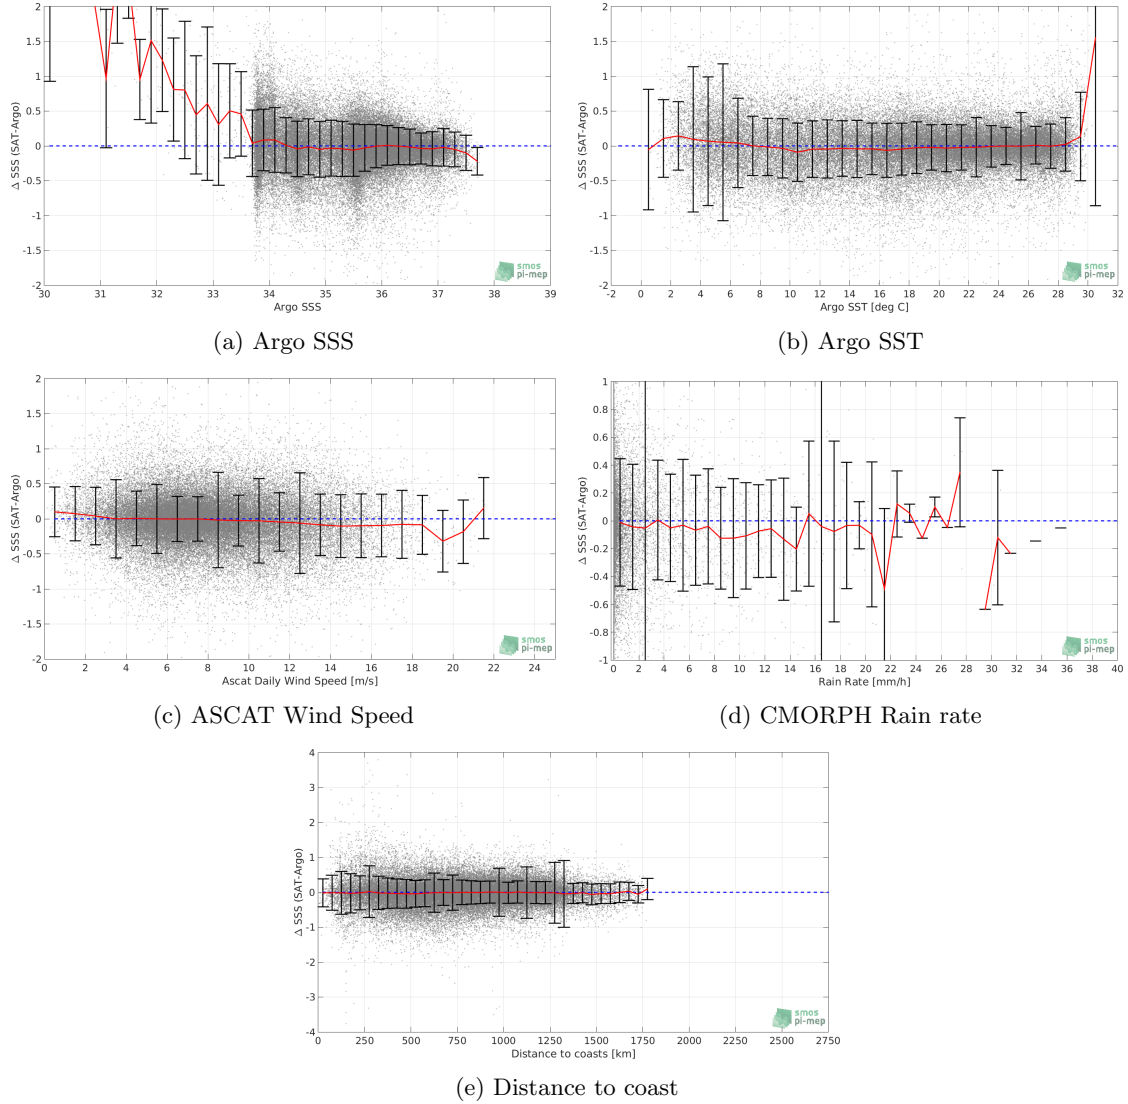 2
1.5
1
0.5
0
-0.5
-1
-1.5
-2
Δ SSS (SAT-Argo)
30 31 32 33 34 35 36 37 38 39
Argo SSS
smos
pi-mep
(a) Argo SSS
2
1.5
1
0.5
0
-0.5
-1
-1.5
-2
Δ SSS (SAT-Argo)
-2 0 2 4 6 8 10 12 14 16 18 20 22 24 26 28 30 32
Argo SST [deg C]
smos
pi-mep
(b) Argo SST
2
1.5
1
0.5
0
-0.5
-1
-1.5
-2
Δ SSS (SAT-Argo)
0 2 4 6 8 10 12 14 16 18 20 22 24
Ascat Daily Wind Speed [m/s]
smos
pi-mep
(c) ASCAT Wind Speed
1
0.8
0.6
0.4
0.2
0
-0.2
-0.4
-0.6
-0.8
-1
Δ SSS (SAT-Argo)
0 2 4 6 8 10 12 14 16 18 20 22 24 26 28 30 32 34 36 38 40
Rain Rate [mm/h]
smos
pi-mep
(d) CMORPH Rain rate
4
3
2
1
0
-1
-2
-3
-4
Δ SSS (SAT-Argo)
0 250 500 750 1000 1250 1500 1750 2000 2250 2500 2750
Distance to coasts [km]
smos
pi-mep
(e) Distance to coast